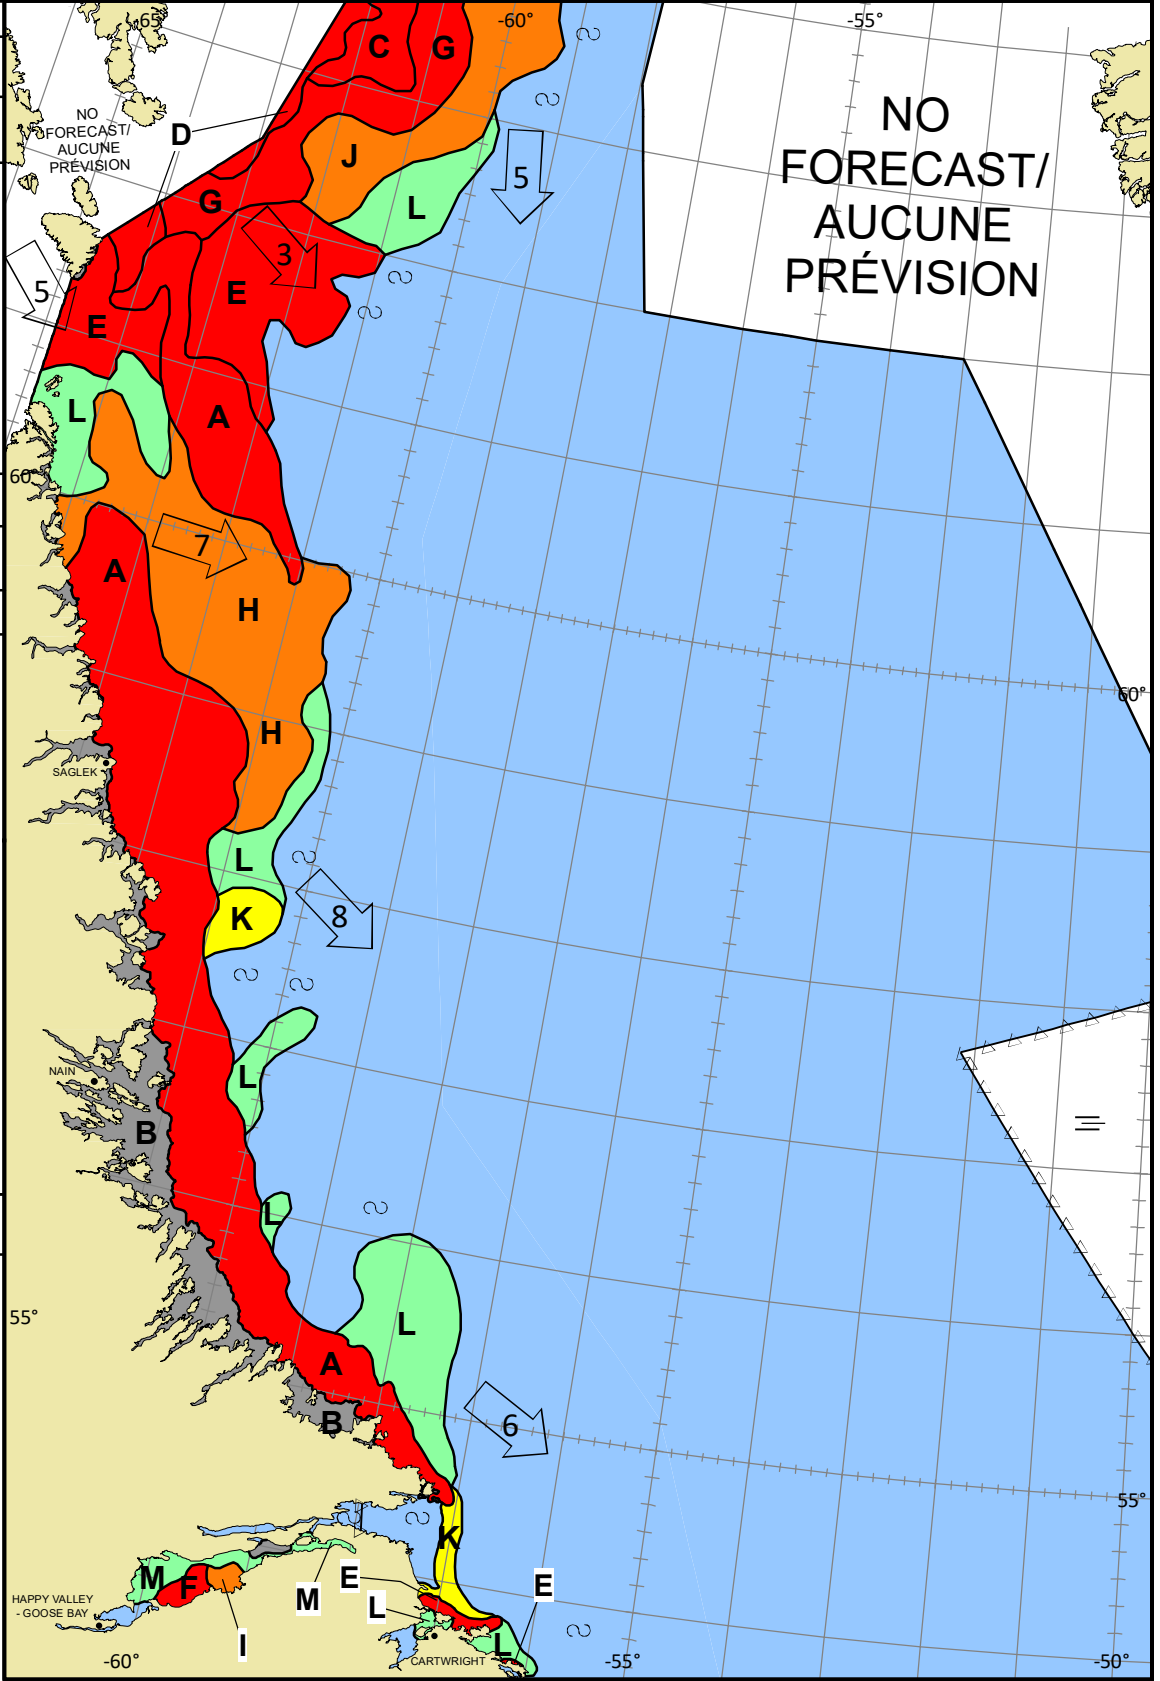 65
-60°
-55°
C
G
NO
FORECAST/
AUCUNE
PRÉVISION
NO
FORECAST/
AUCUNE
PRÉVISION
D
J
5
G
L
3
5
E
E
L
A
60°
7
A
H
60°
H
SAGLEK
L
K
8
NAIN
L
B
L
55°
L
A
B
6
55°
K
M
F
E
E
HAPPY VALLEY
- GOOSE BAY
M
L
I
L
CARTWRIGHT
-60°
-55°
-50°